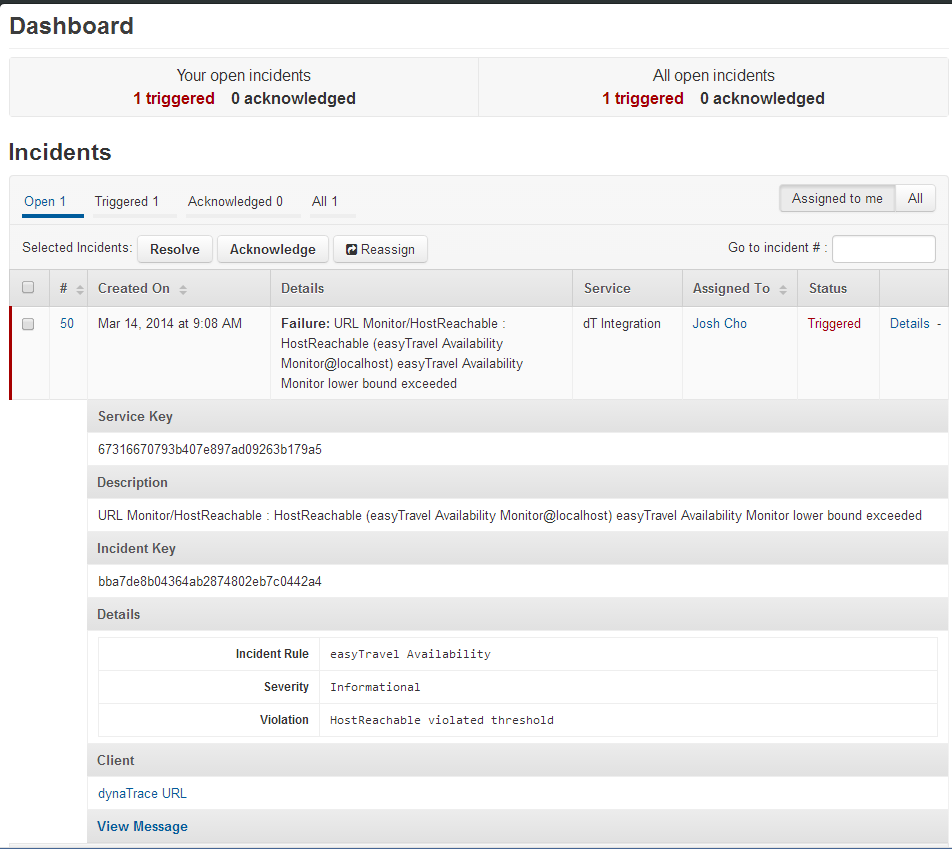 Dashboard
Your open incidents
1 triggered 0 acknowledged
All open incidents
1 triggered 0 acknowledged
Incidents
Open 1 Triggered 1 Acknowledged 0 All 1
Assigned to me All
Selected Incidents: Resolve Acknowledge Reassign Go to incident # :
# Created On Details Service Assigned To Status
50 Mar 14, 2014 at 9:08 AM Failure: URL Monitor/HostReachable : dT Integration Josh Cho Triggered Details -
HostReachable (easyTravel Availability
Monitor@localhost) easyTravel Availability
Monitor lower bound exceeded
Service Key
67316670793b407e897ad09263b179a5
Description
URL Monitor/HostReachable : HostReachable (easyTravel Availability Monitor@localhost) easyTravel Availability Monitor lower bound exceeded
Incident Key
bba7de8b04364ab2874802eb7c0442a4
Details
Incident Rule easyTravel Availability
Severity Informational
Violation HostReachable violated threshold
Client
dynaTrace URL
View Message